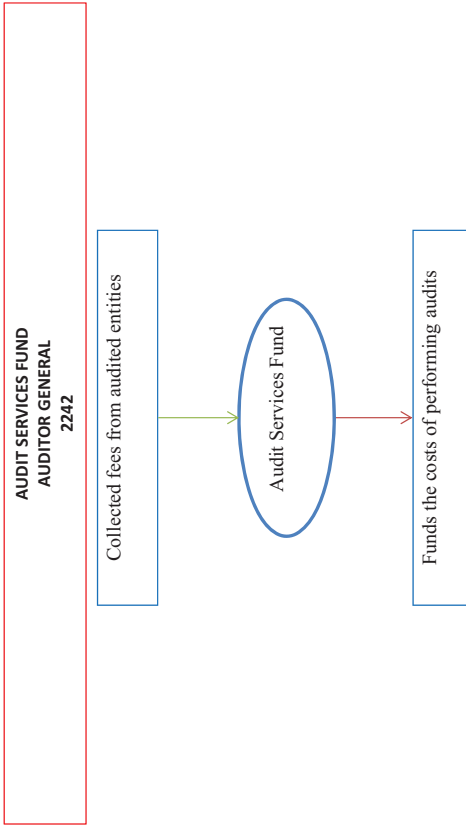 AUDIT SERVICES FUND
AUDITOR GENERAL
2242
Collected fees from audited entities
Audit Services Fund
Funds the costs of performing audits